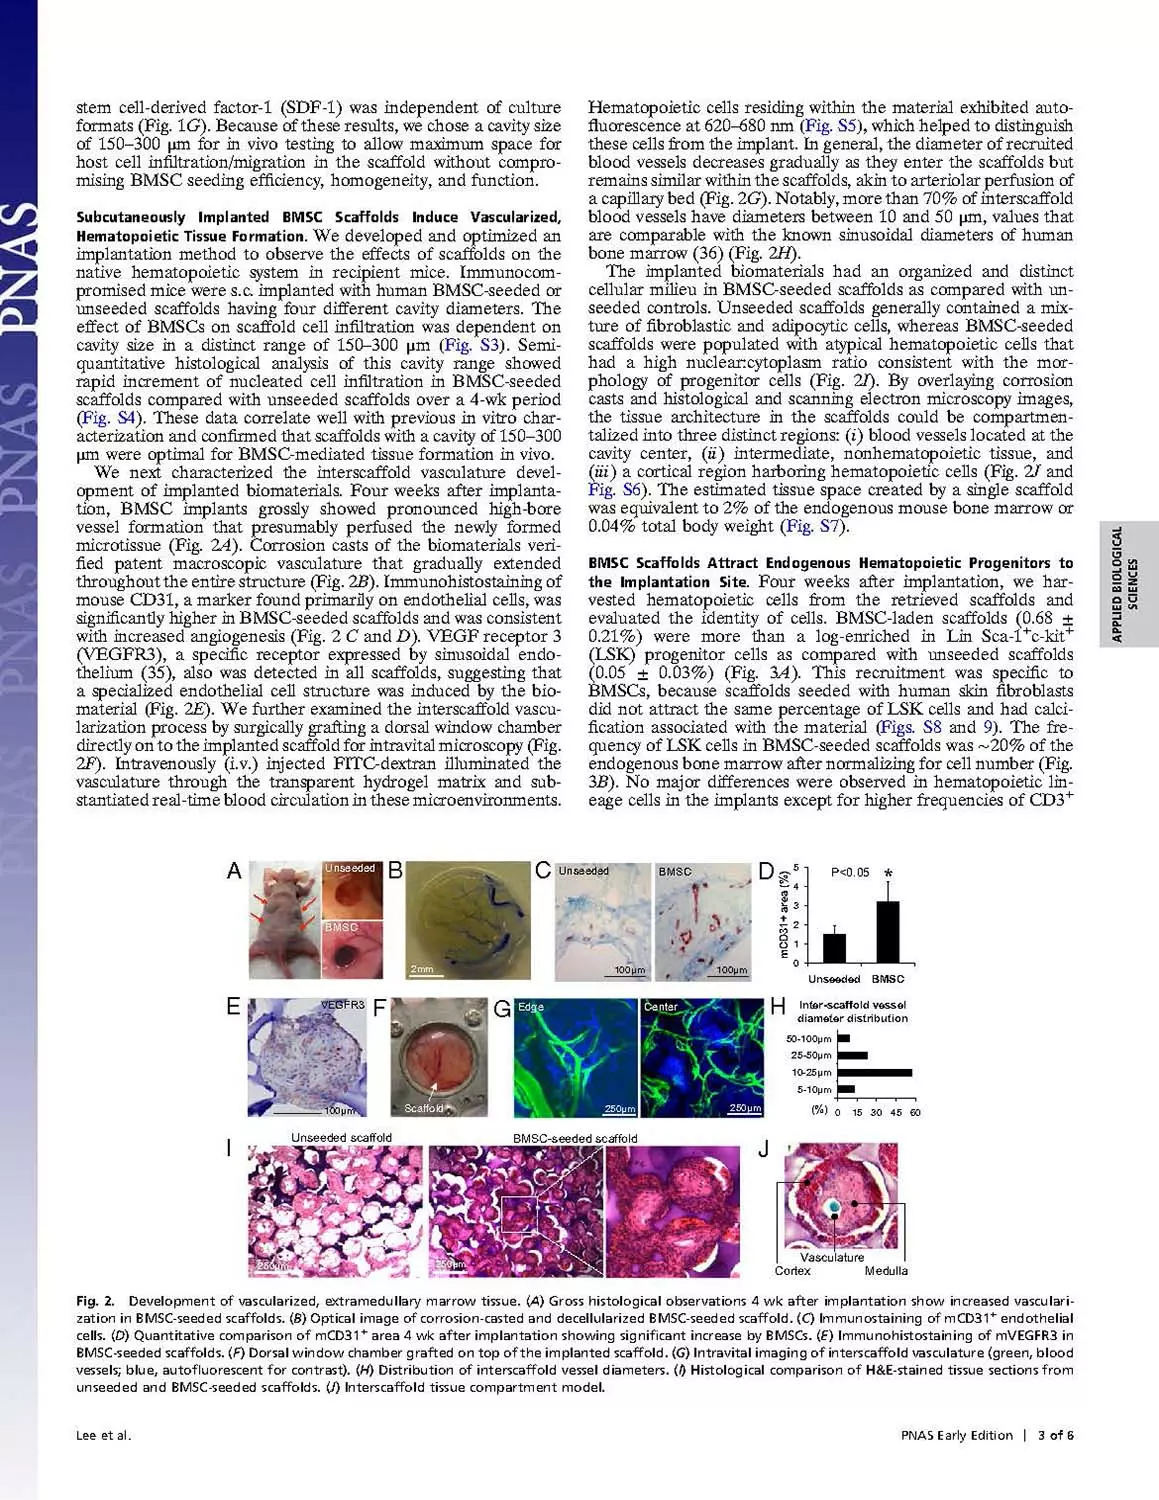 PNAS PNAS PNAS PNAS PNAS
stem cell-derived factor-1 (SDF-1) was independent of culture
formats (Fig. 1G). Because of these results, we chose a cavity size
of 150–300 μm for in vivo testing to allow maximum space for
host cell infiltration/migration in the scaffold without compro-
mising BMSC seeding efficiency, homogeneity, and function.
Subcutaneously Implanted BMSC Scaffolds Induce Vascularized,
Hematopoietic Tissue Formation. We developed and optimized an
implantation method to observe the effects of scaffolds on the
native hematopoietic system in recipient mice. Immunocom-
promised mice were s.c. implanted with human BMSC-seeded or
unseeded scaffolds having four different cavity diameters. The
effect of BMSCs on scaffold cell infiltration was dependent on
cavity size in a distinct range of 150–300 μm (Fig. S3). Semi-
quantitative histological analysis of this cavity range showed
rapid increment of nucleated cell infiltration in BMSC-seeded
scaffolds compared with unseeded scaffolds over a 4-wk period
(Fig. S4). These data correlate well with previous in vitro char-
acterization and confirmed that scaffolds with a cavity of 150–300
μm were optimal for BMSC-mediated tissue formation in vivo.
We next characterized the interscaffold vasculature devel-
opment of implanted biomaterials. Four weeks after implanta-
tion, BMSC implants grossly showed pronounced high-bore
vessel formation that presumably perfused the newly formed
microtissue (Fig. 2A). Corrosion casts of the biomaterials veri-
fied patent macroscopic vasculature that gradually extended
throughout the entire structure (Fig. 2B). Immunohistostaining of
mouse CD31, a marker found primarily on endothelial cells, was
significantly higher in BMSC-seeded scaffolds and was consistent
with increased angiogenesis (Fig. 2 C and D). VEGF receptor 3
(VEGFR3), a specific receptor expressed by sinusoidal endo-
thelium (35), also was detected in all scaffolds, suggesting that
a specialized endothelial cell structure was induced by the bio-
material (Fig. 2E). We further examined the interscaffold vascu-
larization process by surgically grafting a dorsal window chamber
directly on to the implanted scaffold for intravital microscopy (Fig.
2F). Intravenously (i.v.) injected FITC-dextran illuminated the
vasculature through the transparent hydrogel matrix and sub-
stantiated real-time blood circulation in these microenvironments.
Hematopoietic cells residing within the material exhibited auto-
fluorescence at 620–680 nm (Fig. S5), which helped to distinguish
these cells from the implant. In general, the diameter of recruited
blood vessels decreases gradually as they enter the scaffolds but
remains similar within the scaffolds, akin to arteriolar perfusion of
a capillary bed (Fig. 2G). Notably, more than 70% of interscaffold
blood vessels have diameters between 10 and 50 μm, values that
are comparable with the known sinusoidal diameters of human
bone marrow (36) (Fig. 2H).
The implanted biomaterials had an organized and distinct
cellular milieu in BMSC-seeded scaffolds as compared with un-
seeded controls. Unseeded scaffolds generally contained a mix-
ture of fibroblastic and adipocytic cells, whereas BMSC-seeded
scaffolds were populated with atypical hematopoietic cells that
had a high nuclear:cytoplasm ratio consistent with the mor-
phology of progenitor cells (Fig. 2I). By overlaying corrosion
casts and histological and scanning electron microscopy images,
the tissue architecture in the scaffolds could be compartmen-
talized into three distinct regions: (i) blood vessels located at the
cavity center, (ii) intermediate, nonhematopoietic tissue, and
(iii) a cortical region harboring hematopoietic cells (Fig. 2J and
Fig. S6). The estimated tissue space created by a single scaffold
was equivalent to 2% of the endogenous mouse bone marrow or
0.04% total body weight (Fig. S7).
BMSC Scaffolds Attract Endogenous Hematopoietic Progenitors to
the Implantation Site. Four weeks after implantation, we har-
vested hematopoietic cells from the retrieved scaffolds and
evaluated the identity of cells. BMSC-laden scaffolds (0.68 ±
0.21%) were more than a log-enriched in Lin⁻Sca-1⁺c-kit⁺
(LSK) progenitor cells as compared with unseeded scaffolds
(0.05 ± 0.03%) (Fig. 3A). This recruitment was specific to
BMSCs, because scaffolds seeded with human skin fibroblasts
did not attract the same percentage of LSK cells and had calci-
fication associated with the material (Figs. S8 and 9). The fre-
quency of LSK cells in BMSC-seeded scaffolds was ~20% of the
endogenous bone marrow after normalizing for cell number (Fig.
3B). No major differences were observed in hematopoietic lin-
eage cells in the implants except for higher frequencies of CD3⁺
APPLIED BIOLOGICAL
SCIENCES
A Unseeded BMSC
B 2mm
C Unseeded BMSC
100μm 100μm
D P<0.05 *
mCD31+ area (%)
5
4
3
2
1
0
Unseeded BMSC
E VEGFR3 100μm
F Scaffold
G Edge Center
250μm 250μm
H Inter-scaffold vessel
diameter distribution
50-100μm
25-50μm
10-25μm
5-10μm
(%) 0 15 30 45 60
I Unseeded scaffold BMSC-seeded scaffold
250μm 250μm
J
Vasculature
Cortex Medulla
Fig. 2. Development of vascularized, extramedullary marrow tissue. (A) Gross histological observations 4 wk after implantation show increased vasculari-
zation in BMSC-seeded scaffolds. (B) Optical image of corrosion-casted and decellularized BMSC-seeded scaffold. (C) Immunostaining of mCD31⁺ endothelial
cells. (D) Quantitative comparison of mCD31⁺ area 4 wk after implantation showing significant increase by BMSCs. (E) Immunohistostaining of mVEGFR3 in
BMSC-seeded scaffolds. (F) Dorsal window chamber grafted on top of the implanted scaffold. (G) Intravital imaging of interscaffold vasculature (green, blood
vessels; blue, autofluorescent for contrast). (H) Distribution of interscaffold vessel diameters. (I) Histological comparison of H&E-stained tissue sections from
unseeded and BMSC-seeded scaffolds. (J) Interscaffold tissue compartment model.
Lee et al.
PNAS Early Edition | 3 of 6